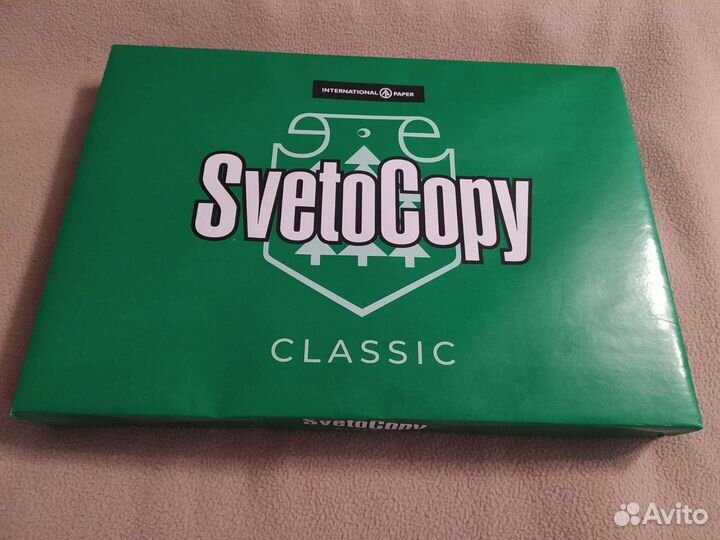 INTERNATIONAL PAPER
SvetoCopy
CLASSIC
SvetoCopy
Avito